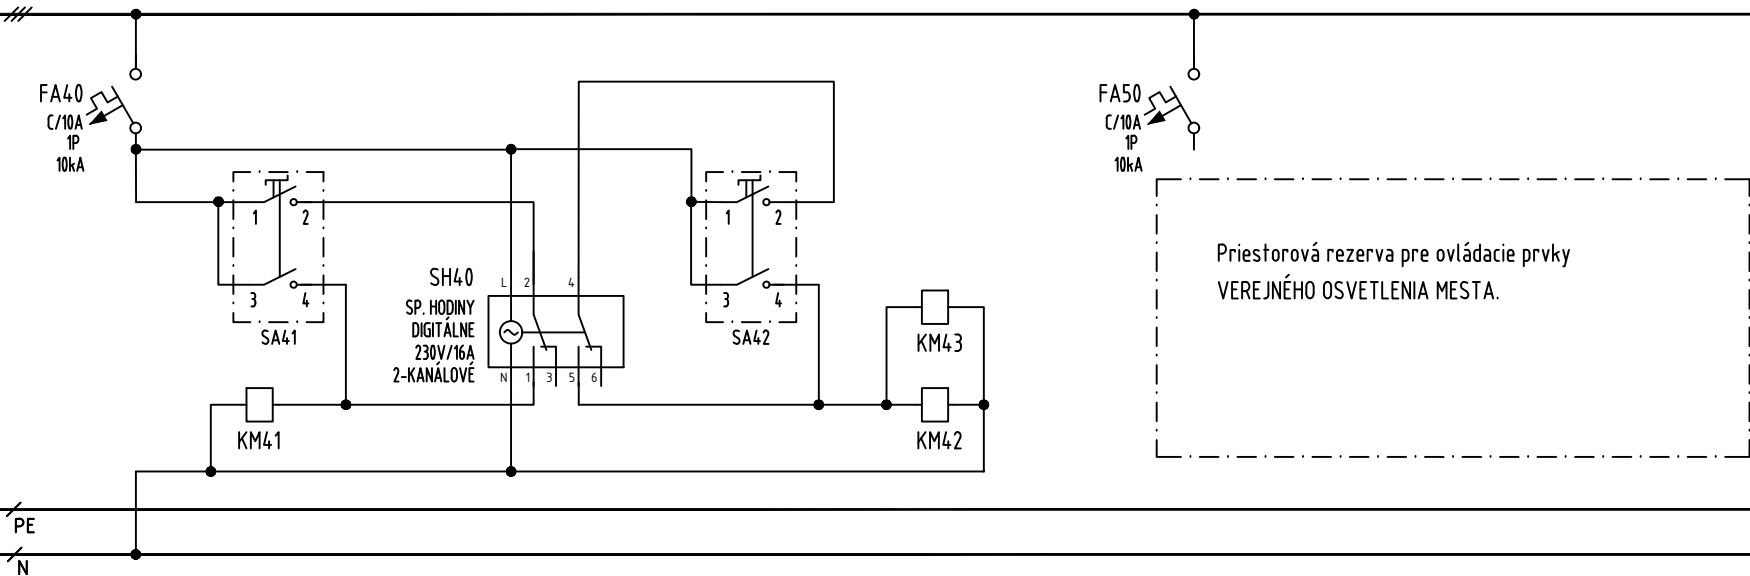 FA40
C/10A
1P
10kA
1
2
3
4
SA41
SH40
SP. HODINY
DIGITÁLNE
230V/16A
2-KANÁLOVÉ
L
2
4
N
1
3
5
6
1
2
3
4
SA42
KM43
KM42
KM41
FA50
C/10A
1P
10kA
Priestorová rezerva pre ovládacie prvky
VEREJNÉHO OSVETLENIA MESTA.
PE
N